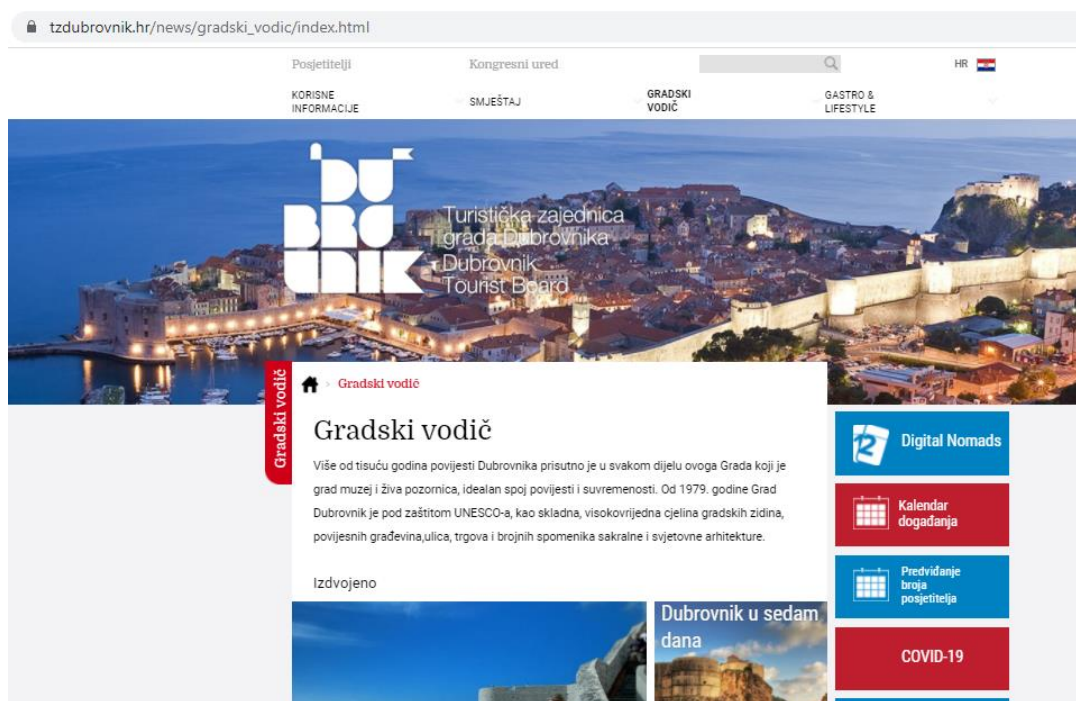 tzdubrovnik.hr/news/gradski_vodic/index.html
Posjetitelji
Kongresni ured
HR
KORISNE
INFORMACIJE
SMJEŠTAJ
GRADSKI
VODIČ
GASTRO &
LIFESTYLE
DUBROVNIK
Turistička zajednica
grada Dubrovnika
Dubrovnik
Tourist Board
Gradski vodič
Gradski vodič
Gradski vodič
Više od tisuću godina povijesti Dubrovnika prisutno je u svakom dijelu ovoga Grada koji je
grad muzej i živa pozornica, idealan spoj povijesti i suvremenosti. Od 1979. godine Grad
Dubrovnik je pod zaštitom UNESCO-a, kao skladna, visokovrijedna cjelina gradskih zidina,
povijesnih građevina,ulica, trgova i brojnih spomenika sakralne i svjetovne arhitekture.
Izdvojeno
Dubrovnik u sedam
dana
12 Digital Nomads
Kalendar
događanja
Predviđanje
broja
posjetitelja
COVID-19